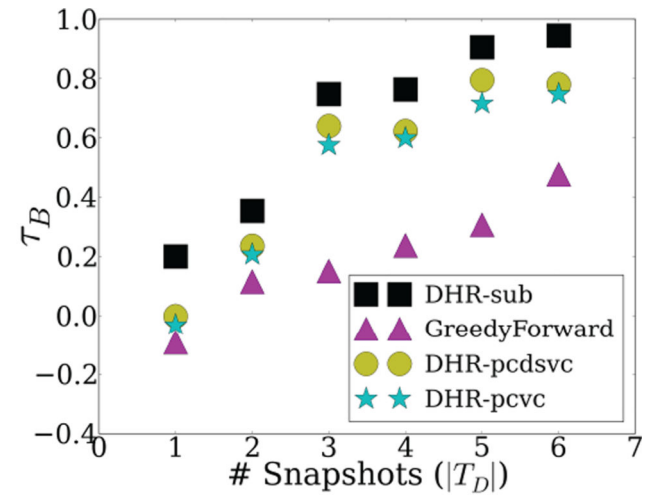 1.0
0.8
0.6
0.4
0.2
0.0
−0.2
−0.4
τB
0 1 2 3 4 5 6 7
# Snapshots (|TD|)
DHR-sub
GreedyForward
DHR-pcdsvc
DHR-pcvc